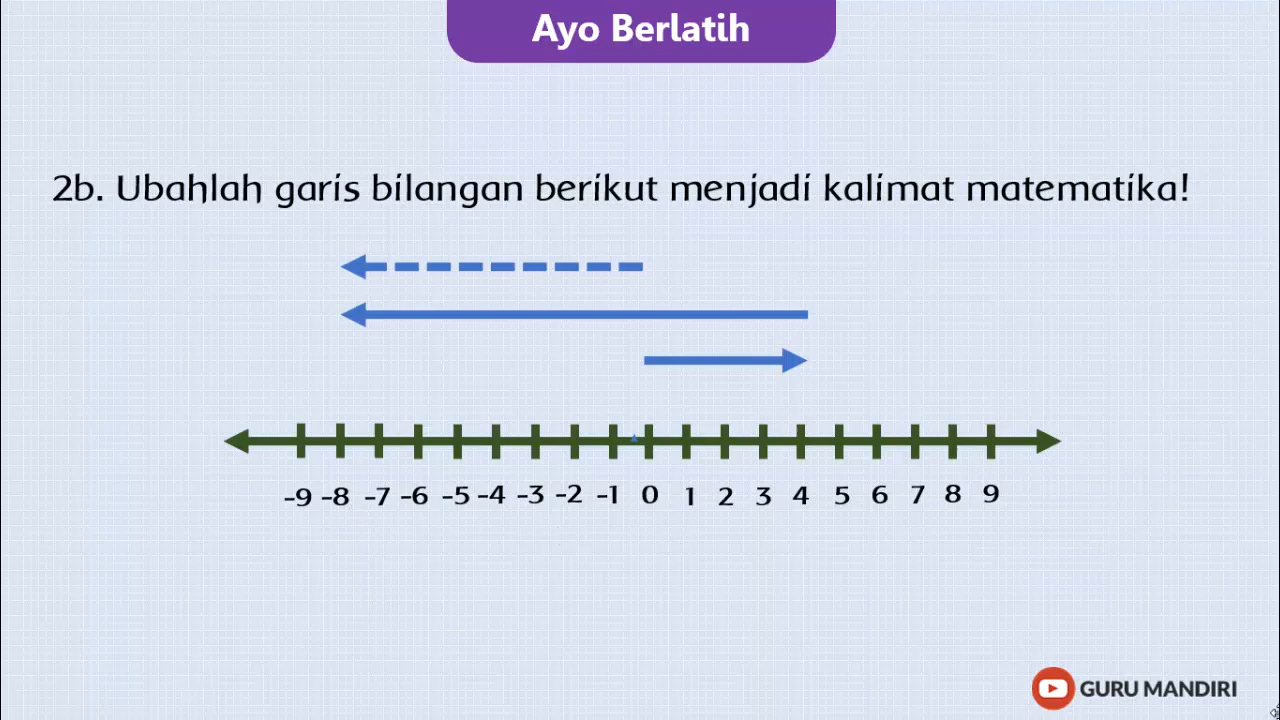 Ayo Berlatih
2b. Ubahlah garis bilangan berikut menjadi kalimat matematika!
-9 -8 -7 -6 -5 -4 -3 -2 -1 0 1 2 3 4 5 6 7 8 9
GURU MANDIRI